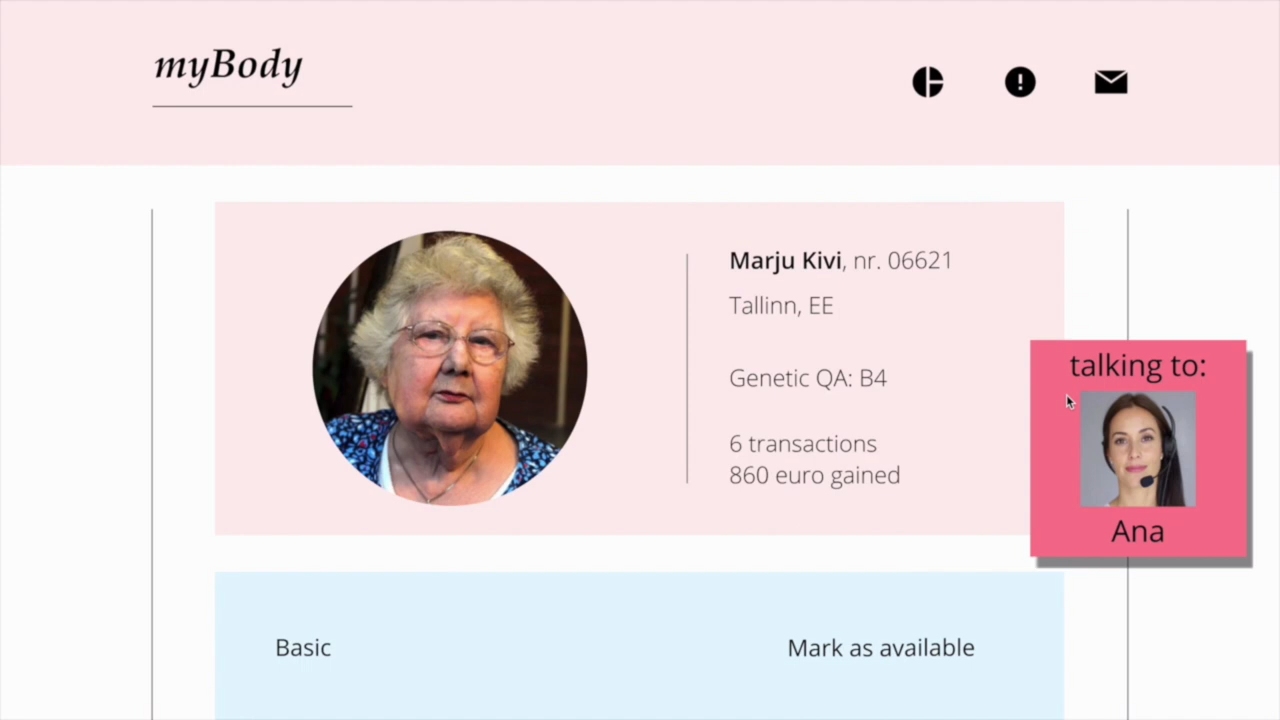 myBody
Marju Kivi, nr. 06621
Tallinn, EE
Genetic QA: B4
6 transactions
860 euro gained
talking to:
Ana
Basic
Mark as available